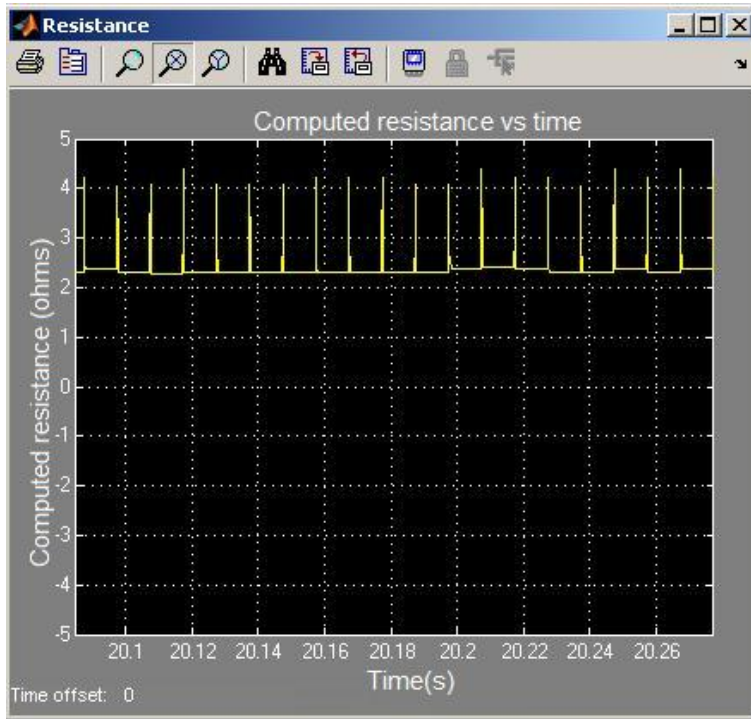 Resistance
Computed resistance vs time
Computed resistance (ohms)
5
4
3
2
1
0
-1
-2
-3
-4
-5
20.1 20.12 20.14 20.16 20.18 20.2 20.22 20.24 20.26
Time(s)
Time offset: 0